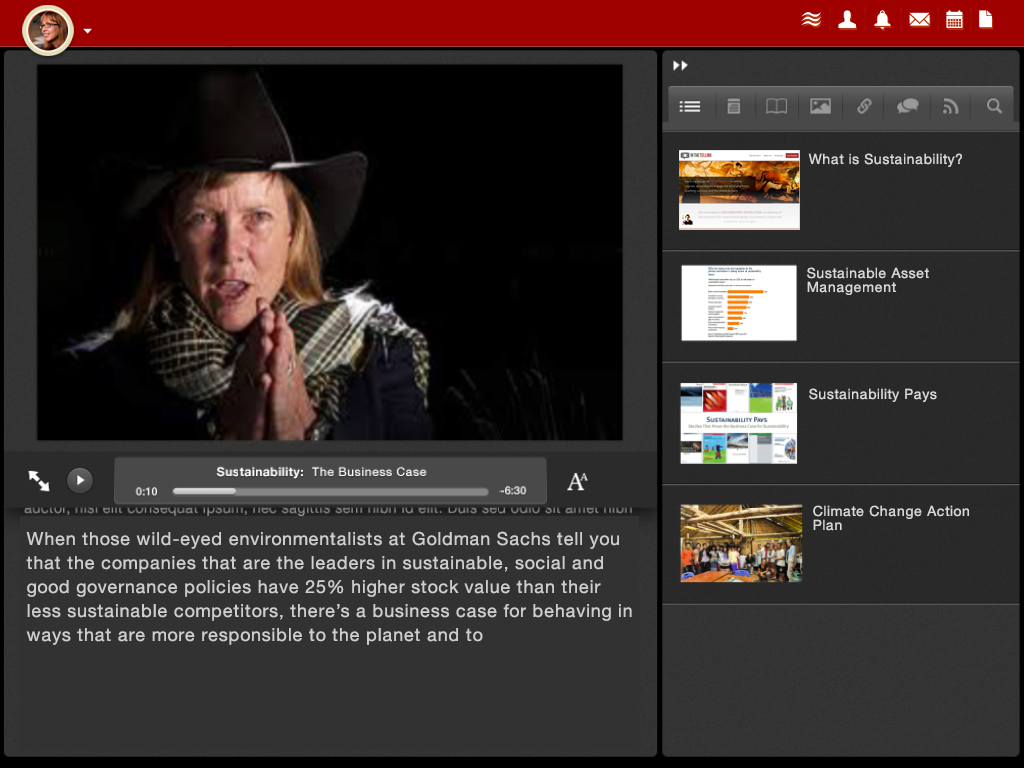 What is Sustainability?
Sustainable Asset
Management
SUSTAINABILITY PAYS
Sustainability Pays
Climate Change Action
Plan
Sustainability: The Business Case
0:10
-6:30
AA
auctor, nisl elit consequat ipsum, nec sagittis sem nibh id elit. Duis sed odio sit amet nibh
When those wild-eyed environmentalists at Goldman Sachs tell you
that the companies that are the leaders in sustainable, social and
good governance policies have 25% higher stock value than their
less sustainable competitors, there’s a business case for behaving in
ways that are more responsible to the planet and to